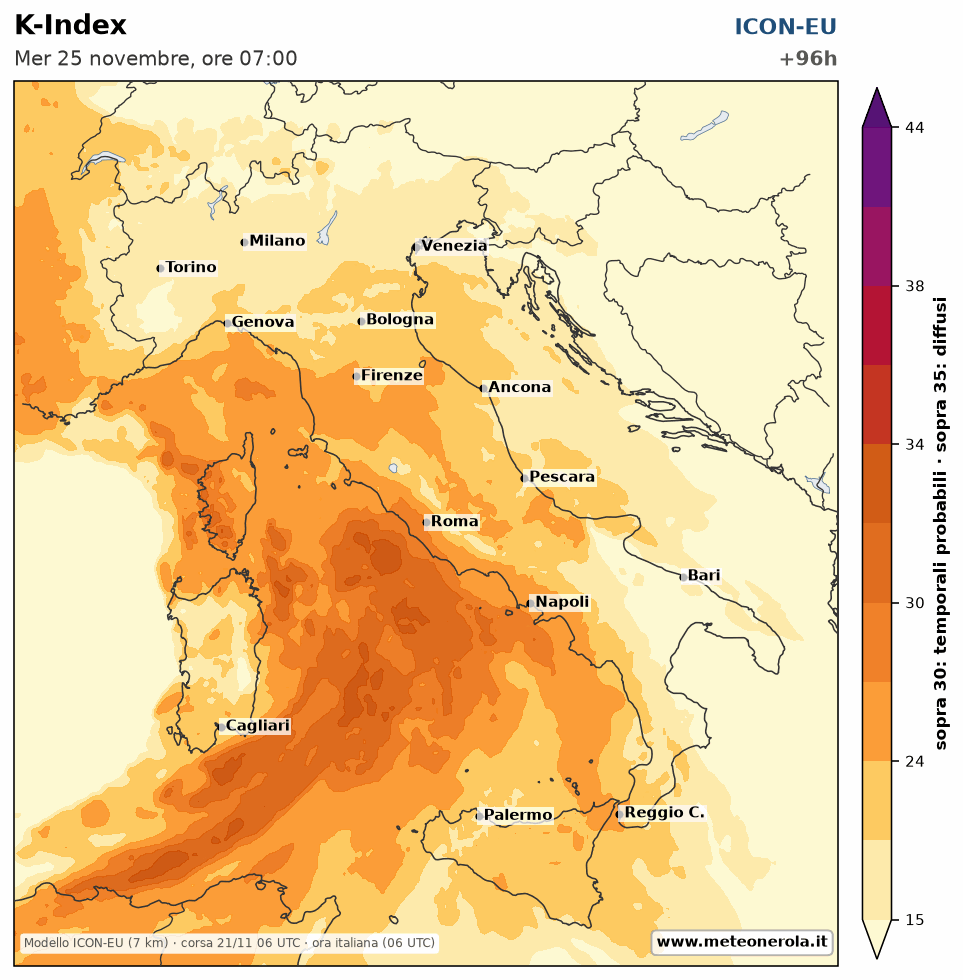 K-Index
ICON-EU
Mer 25 novembre, ore 07:00
+96h
Milano
Venezia
Torino
Genova
Bologna
Firenze
Ancona
Pescara
Roma
Bari
Napoli
Cagliari
Palermo
Reggio C.
44
38
34
30
24
15
sopra 30: temporali probabili · sopra 35: diffusi
Modello ICON-EU (7 km) · corsa 21/11 06 UTC · ora italiana (06 UTC)
www.meteonerola.it